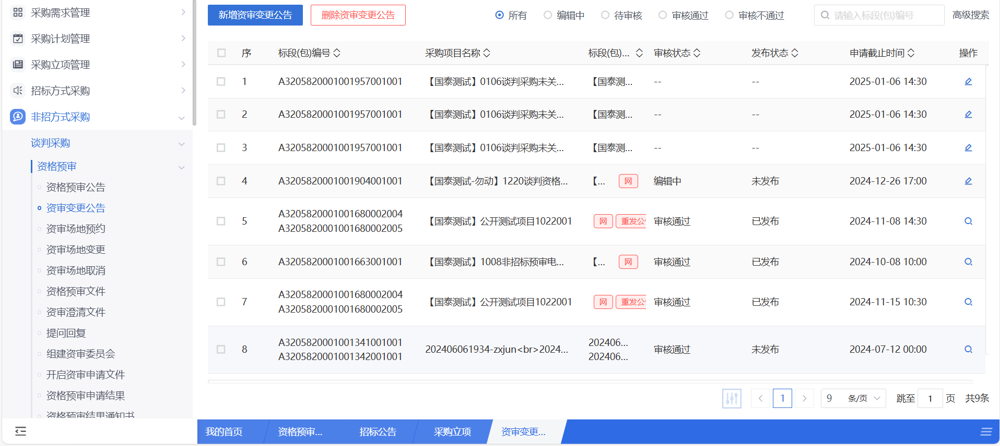 采购需求管理
采购计划管理
采购立项管理
招标方式采购
非招方式采购
谈判采购
资格预审
资格预审公告
资审变更公告
资审场地预约
资审场地变更
资审场地取消
资格预审文件
资审澄清文件
提问回复
组建资审委员会
开启资审申请文件
资格预审申请结果
资格预审结果通知书
新增资审变更公告 删除资审变更公告 所有 编辑中 待审核 审核通过 审核不通过 请输入标段(包)编号 高级搜索
序 标段(包)编号 采购项目名称 标段(包)... 审核状态 发布状态 申请截止时间 操作
1 A3205820001001957001001 【国泰测试】0106谈判采购未关... 【国泰测... -- -- 2025-01-06 14:30
2 A3205820001001957001001 【国泰测试】0106谈判采购未关... 【国泰测... -- -- 2025-01-06 14:30
3 A3205820001001957001001 【国泰测试】0106谈判采购未关... 【国泰测... -- -- 2025-01-06 14:30
4 A3205820001001904001001 【国泰测试-勿动】1220谈判资格... 【... 网 编辑中 未发布 2024-12-26 17:00
5 A3205820001001680002004
A3205820001001680002005 【国泰测试】公开测试项目1022001 网 重发公 审核通过 已发布 2024-11-08 14:30
6 A3205820001001663001001 【国泰测试】1008非招标预审电... 【... 网 审核通过 已发布 2024-10-08 10:00
7 A3205820001001680002004
A3205820001001680002005 【国泰测试】公开测试项目1022001 网 重发公 审核通过 已发布 2024-11-15 10:30
8 A3205820001001341001001
A3205820001001342001001 202406061934-zxjun<br>2024... 202406...
202406... 审核通过 未发布 2024-07-12 00:00
1 9 条/页 跳至 1 页 共9条
我的首页 资格预审... 招标公告 采购立项 资审变更...